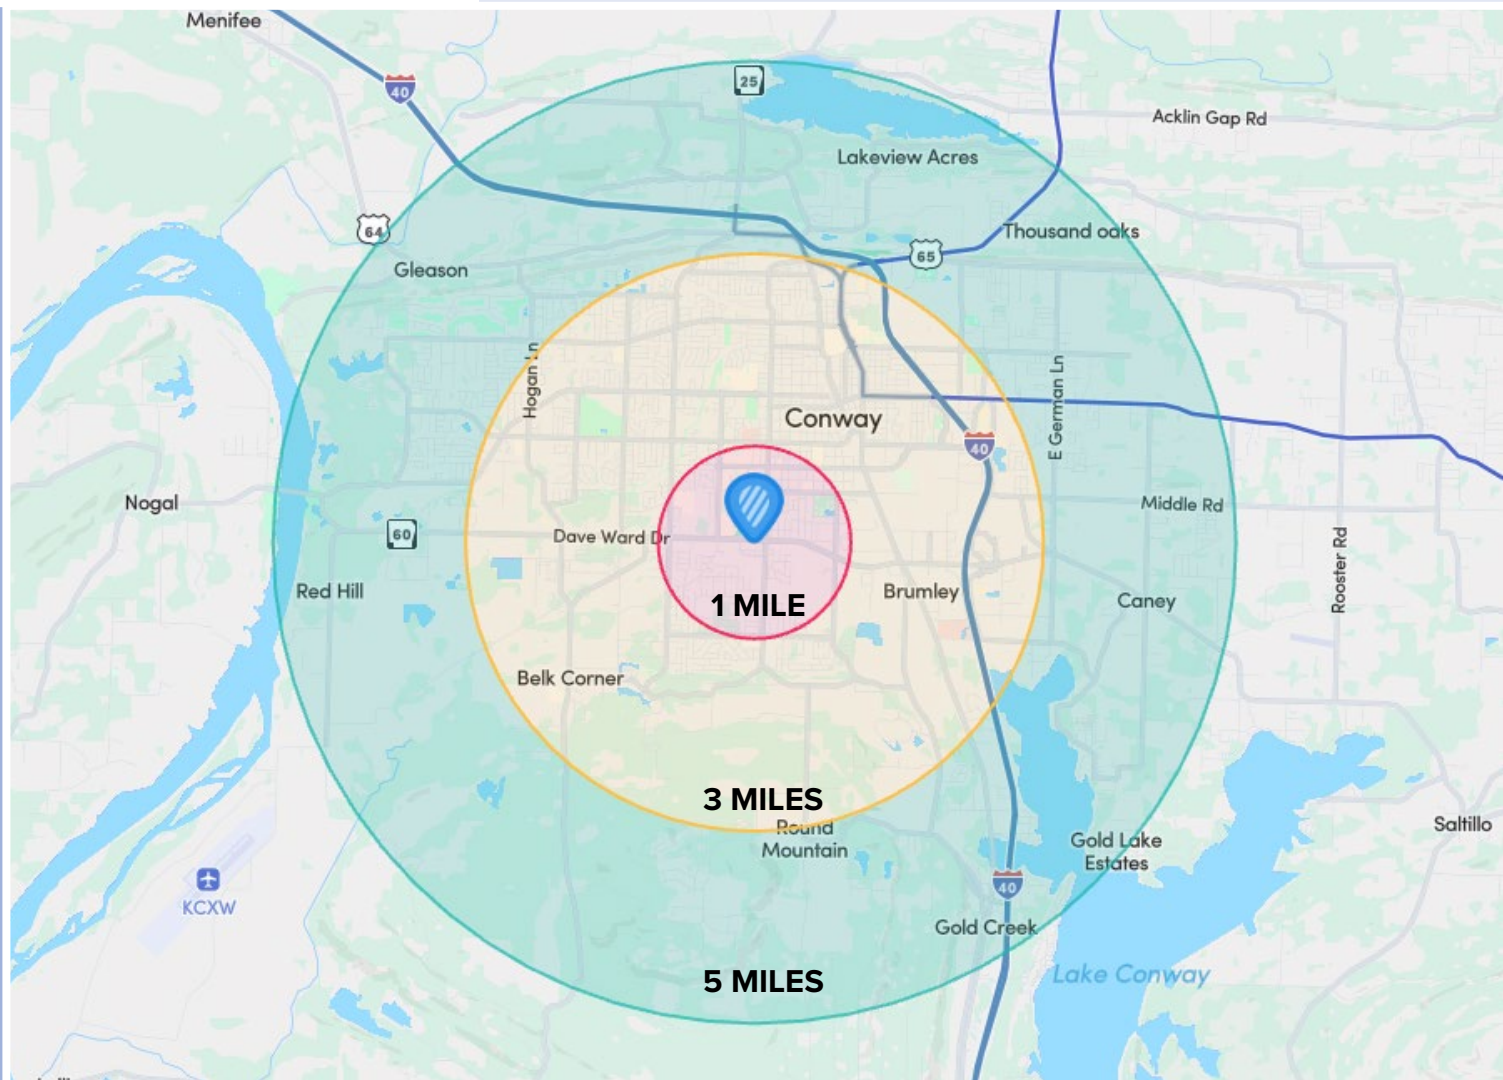 Menifee
25
40
Acklin Gap Rd
Lakeview Acres
64
Thousand oaks
65
Gleason
Hogan Ln
E German Ln
Conway
40
Nogal
Middle Rd
60
Dave Ward Dr
Rooster Rd
Red Hill
1 MILE
Brumley
Caney
Belk Corner
3 MILES
Round
Mountain
Saltillo
Gold Lake
Estates
40
KCXW
Gold Creek
5 MILES
Lake Conway